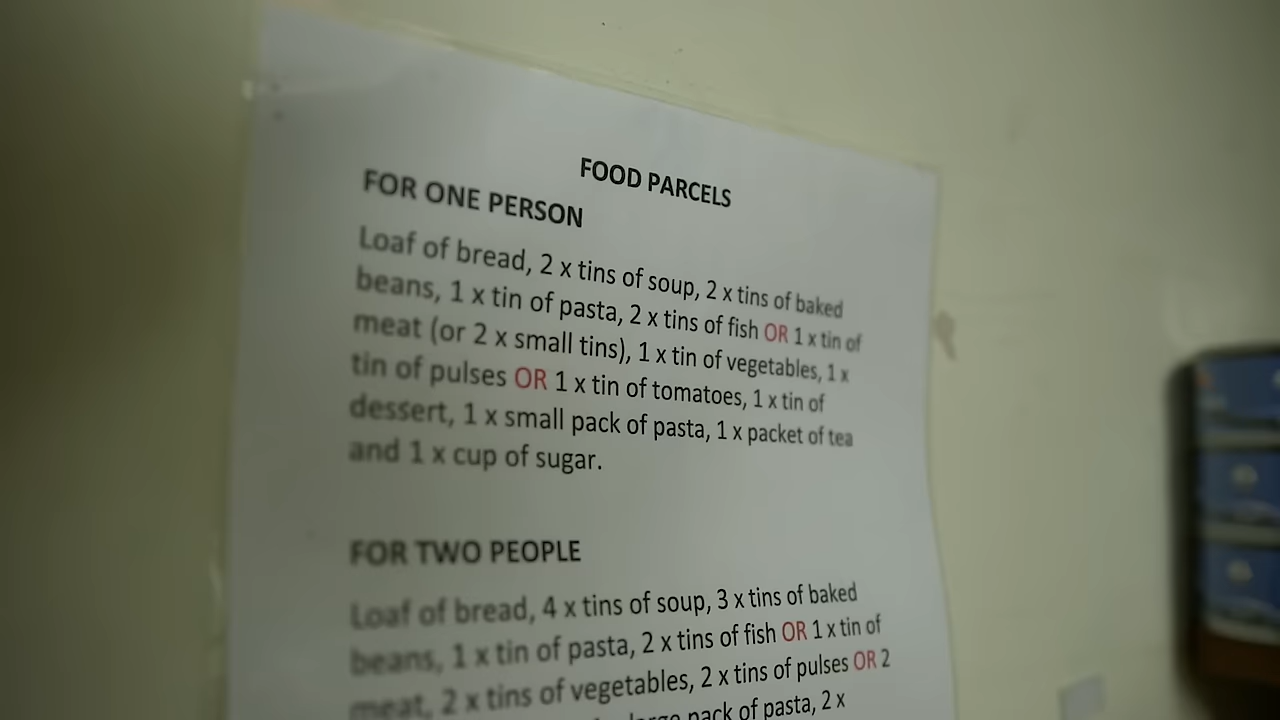 FOOD PARCELS
FOR ONE PERSON
Loaf of bread, 2 x tins of soup, 2 x tins of baked
beans, 1 x tin of pasta, 2 x tins of fish OR 1 x tin of
meat (or 2 x small tins), 1 x tin of vegetables, 1 x
tin of pulses OR 1 x tin of tomatoes, 1 x tin of
dessert, 1 x small pack of pasta, 1 x packet of tea
and 1 x cup of sugar.
FOR TWO PEOPLE
Loaf of bread, 4 x tins of soup, 3 x tins of baked
beans, 1 x tin of pasta, 2 x tins of fish OR 1 x tin of
meat, 2 x tins of vegetables, 2 x tins of pulses OR 2
pack of pasta, 2 x